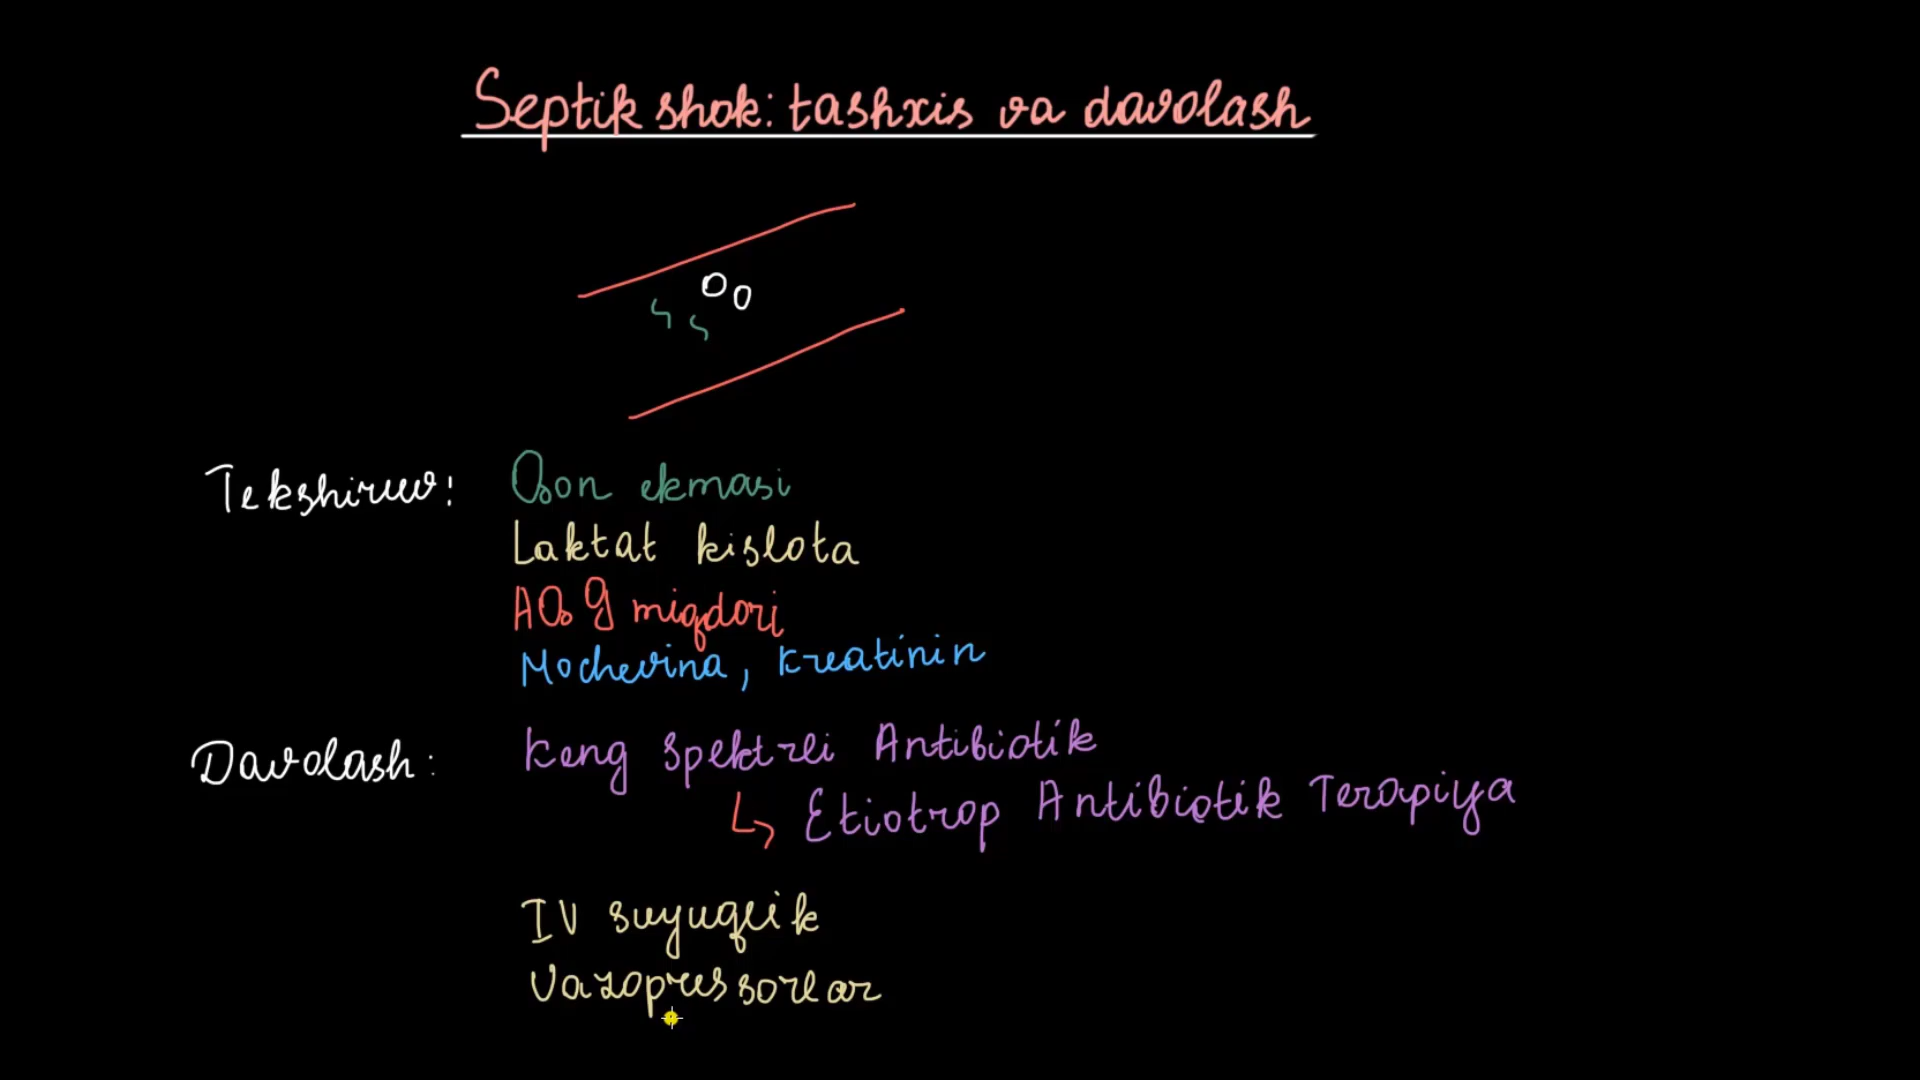 Septik shok: tashxis va davolash
Tekshiruv: Qon ekmasi
Laktat kislota
AQ9 miqdori
Mochevina, kreatinin
Davolash: keng spektrli Antibiotik
↳ Etiotrop Antibiotik Terapiya
IV suyuqlik
Vazopressorlar